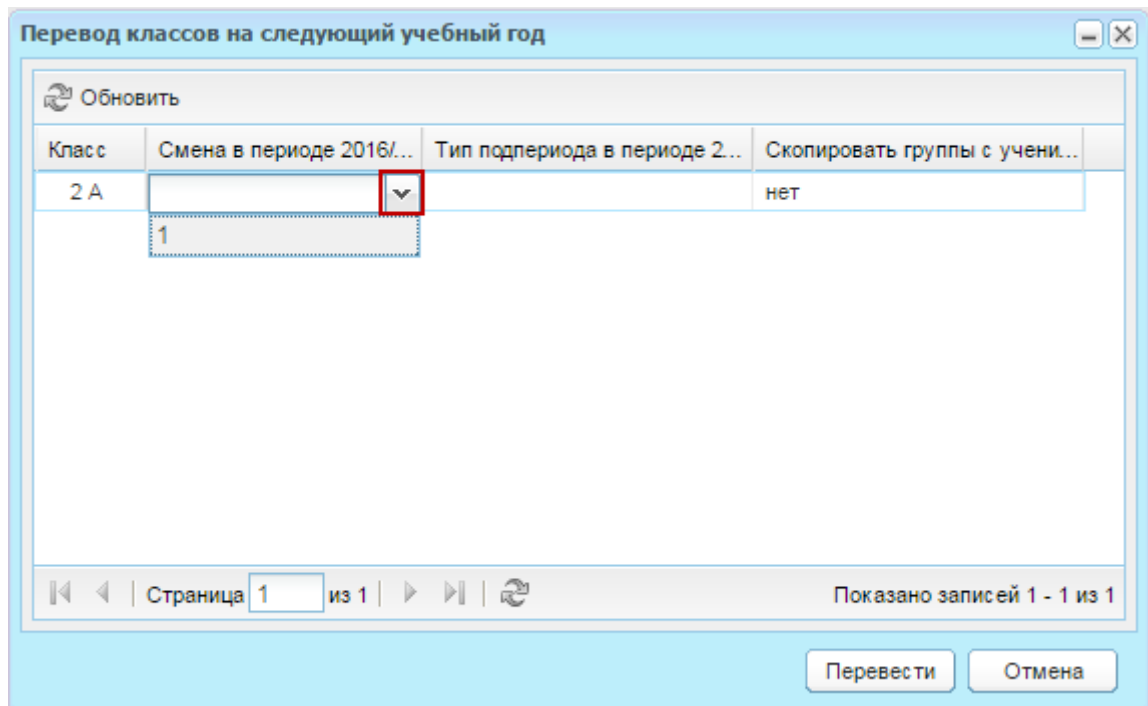 Перевод классов на следующий учебный год
Обновить
Класс Смена в периоде 2016/... Тип подпериода в периоде 2... Скопировать группы с учени...
2 А нет
1
Страница 1 из 1 Показано записей 1 - 1 из 1
Перевести Отмена